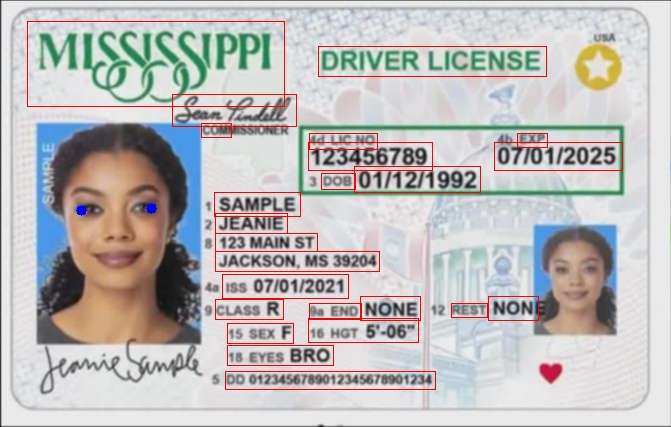 MISSISSIPPI
DRIVER LICENSE
USA
Sean Tindell
COMMISSIONER
4d LIC NO 4b EXP
123456789 07/01/2025
3 DOB 01/12/1992
SAMPLE
1 SAMPLE
2 JEANIE
8 123 MAIN ST
JACKSON, MS 39204
4a ISS 07/01/2021
9 CLASS R 9a END NONE 12 REST NONE
15 SEX F 16 HGT 5'-06"
18 EYES BRO
Jeanie Sample
5 DD 0123456789012345678901234